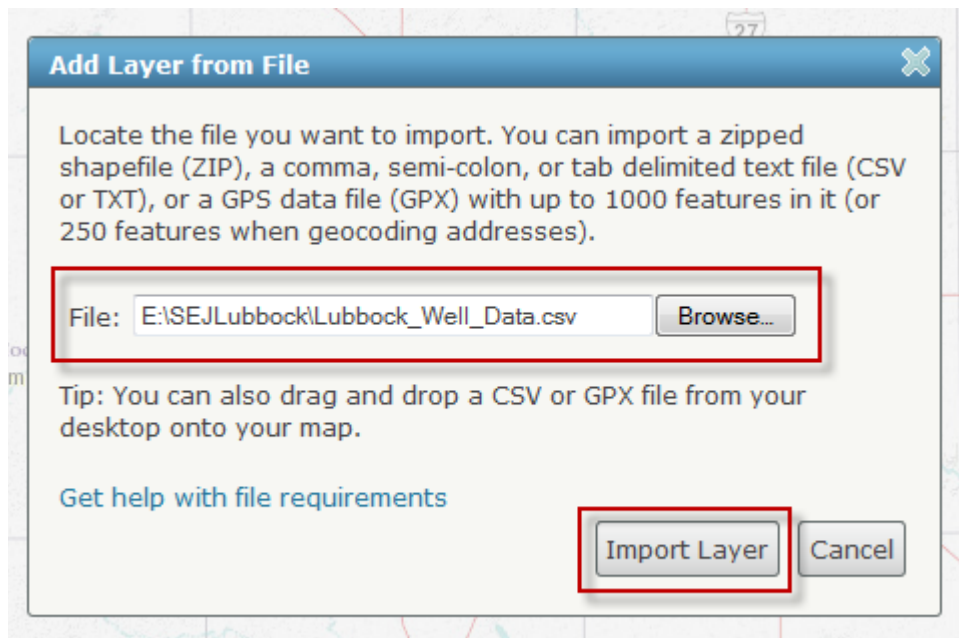 27
Add Layer from File
Locate the file you want to import. You can import a zipped
shapefile (ZIP), a comma, semi-colon, or tab delimited text file (CSV
or TXT), or a GPS data file (GPX) with up to 1000 features in it (or
250 features when geocoding addresses).
File: E:\SEJLubbock\Lubbock_Well_Data.csv Browse...
Tip: You can also drag and drop a CSV or GPX file from your
desktop onto your map.
Get help with file requirements
Import Layer Cancel